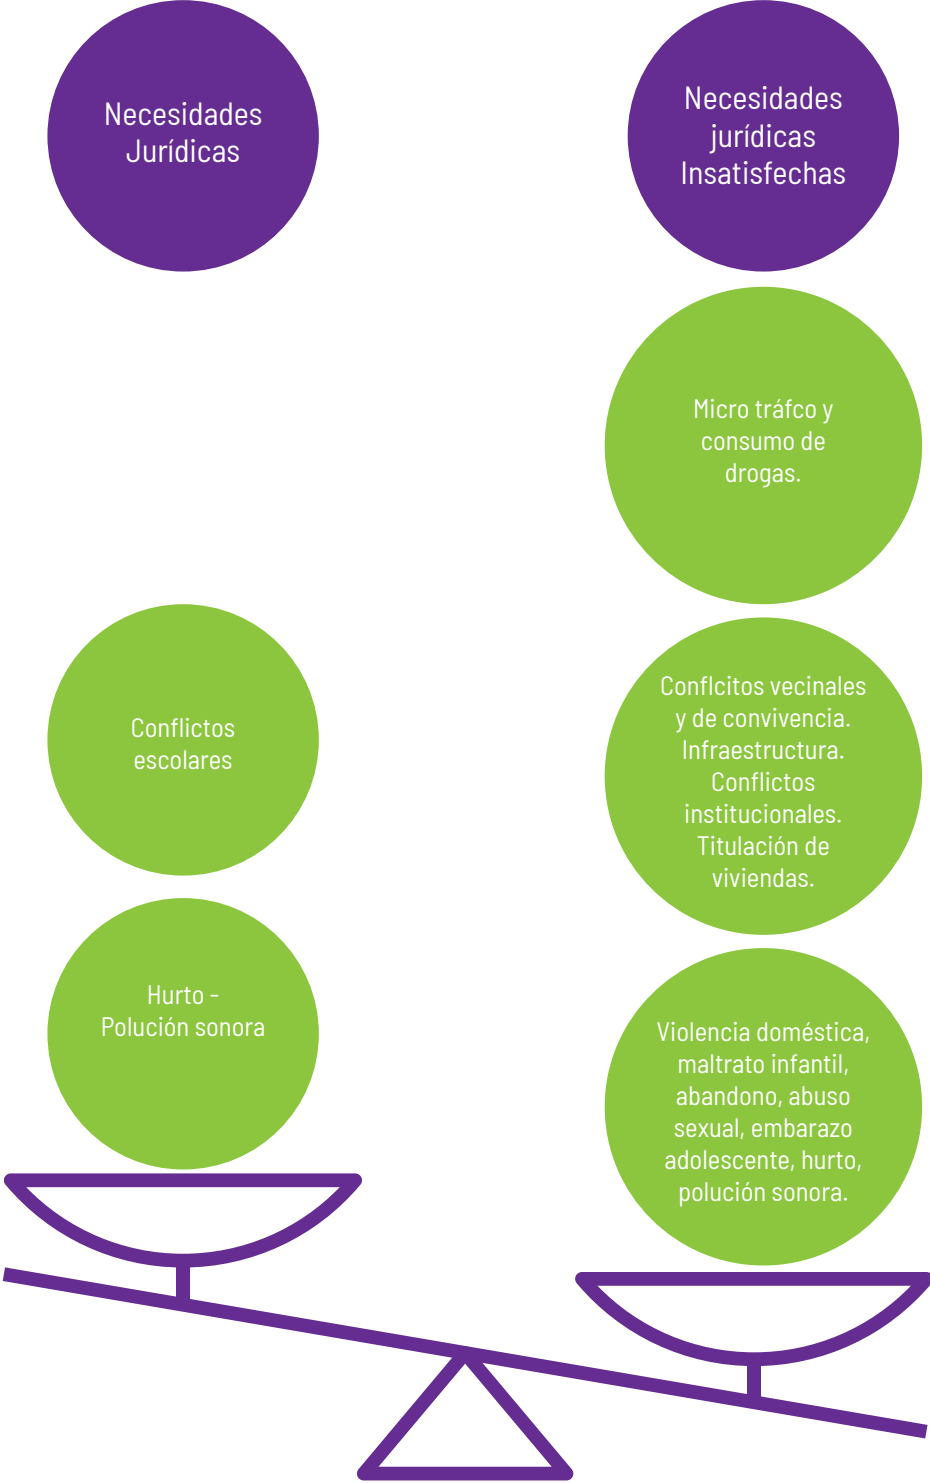 Necesidades
Jurídicas
Necesidades
jurídicas
Insatisfechas
Micro tráfco y
consumo de
drogas.
Conflictos
escolares
Conflcitos vecinales
y de convivencia.
Infraestructura.
Conflictos
institucionales.
Titulación de
viviendas.
Hurto -
Polución sonora
Violencia doméstica,
maltrato infantil,
abandono, abuso
sexual, embarazo
adolescente, hurto,
polución sonora.